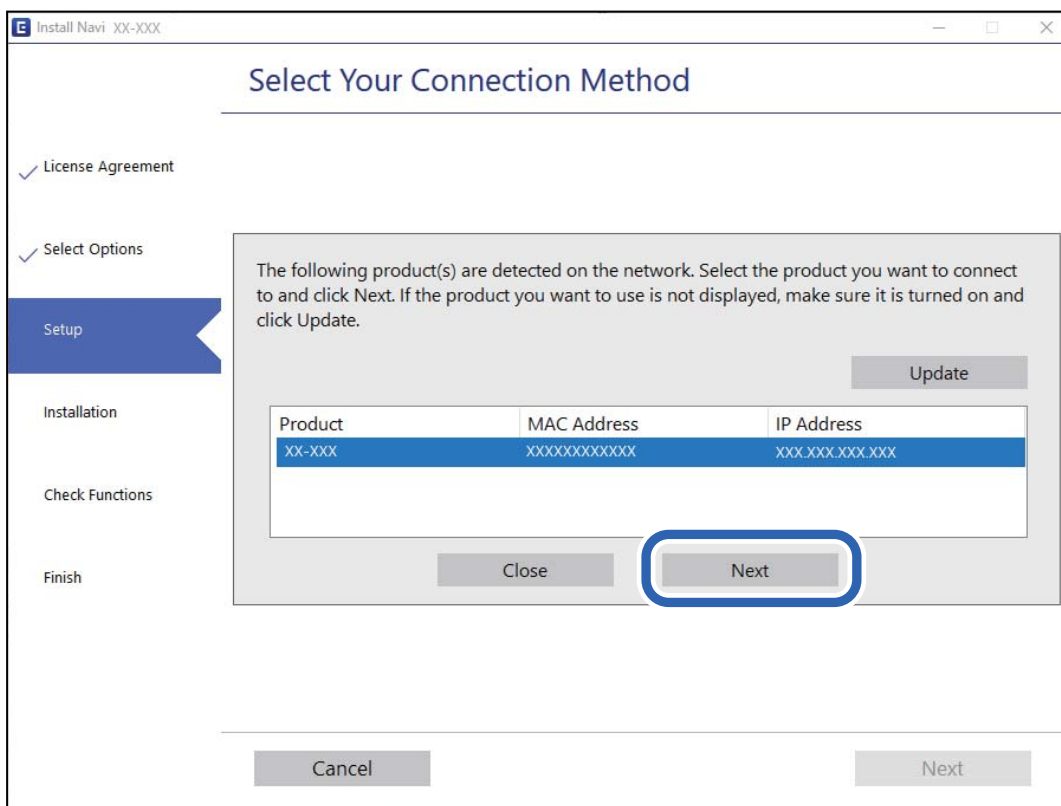 E Install Navi XX-XXX
Select Your Connection Method
License Agreement
Select Options
Setup
Installation
Check Functions
Finish
The following product(s) are detected on the network. Select the product you want to connect
to and click Next. If the product you want to use is not displayed, make sure it is turned on and
click Update.
Update
Product MAC Address IP Address
XX-XXX XXXXXXXXXXXX XXX.XXX.XXX.XXX
Close Next
Cancel Next